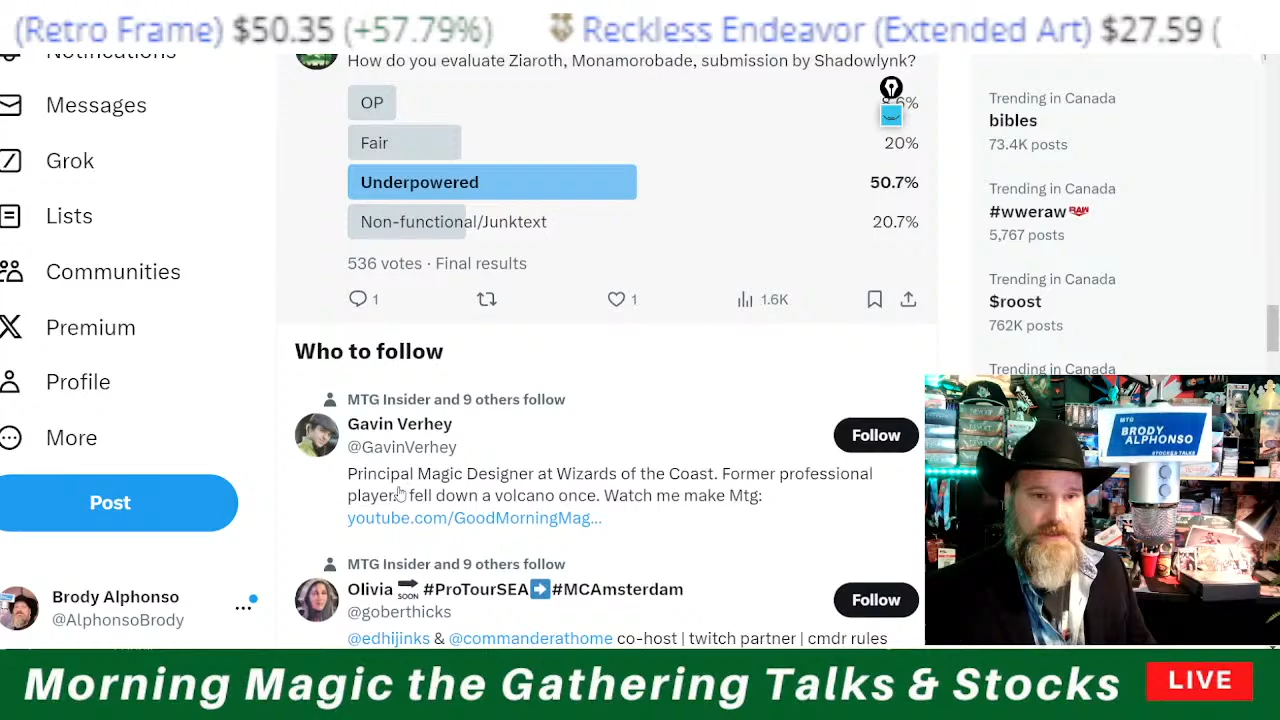 (Retro Frame) $50.35 (+57.79%)
Reckless Endeavor (Extended Art) $27.59 (
Notifications
Messages
Grok
Lists
Communities
Premium
Profile
More
Post
Brody Alphonso
@AlphonsoBrody
How do you evaluate Ziaroth, Monamorobade, submission by Shadowlynk?
OP
8.6%
Fair
20%
Underpowered
50.7%
Non-functional/Junktext
20.7%
536 votes · Final results
1
1
1.6K
Who to follow
MTG Insider and 9 others follow
Gavin Verhey
@GavinVerhey
Follow
Principal Magic Designer at Wizards of the Coast. Former professional
player, fell down a volcano once. Watch me make Mtg:
youtube.com/GoodMorningMag...
MTG Insider and 9 others follow
Olivia SOON #ProTourSEA➡️#MCAmsterdam
@goberthicks
Follow
@edhijinks & @commanderathome co-host | twitch partner | cmdr rules
Trending in Canada
bibles
73.4K posts
Trending in Canada
#wweraw RAW
5,767 posts
Trending in Canada
$roost
762K posts
Trending in Canada
MTG
BRODY
ALPHONSO
STOCKS & TALKS
Morning Magic the Gathering Talks & Stocks
LIVE